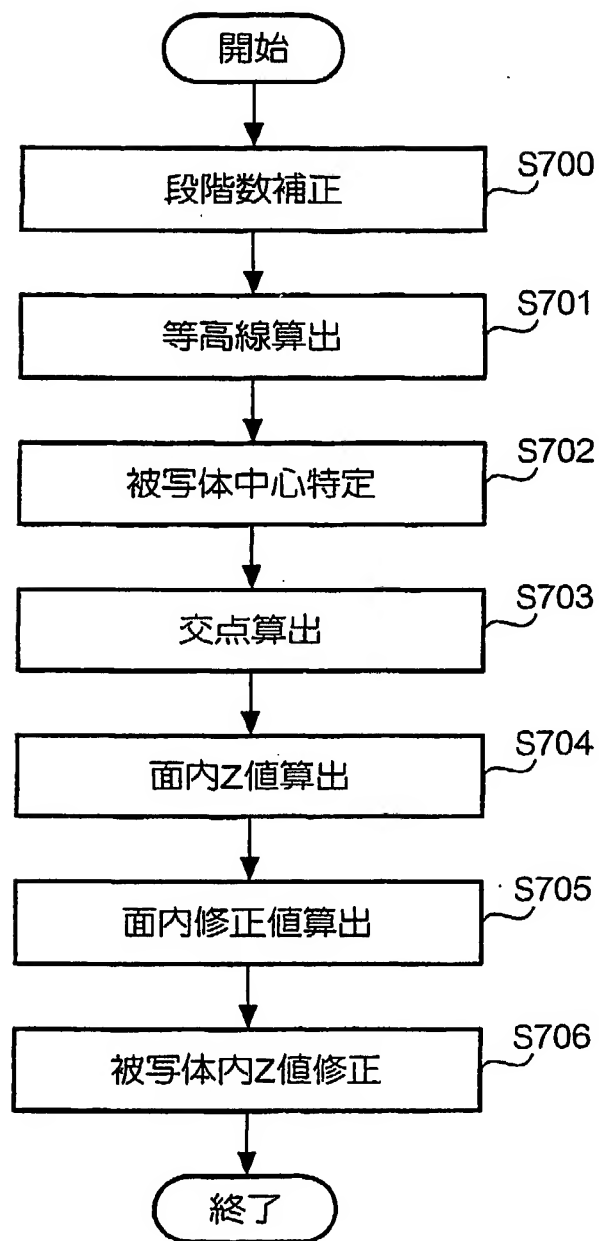 開始
S700
段階数補正
S701
等高線算出
S702
被写体中心特定
S703
交点算出
S704
面内Z値算出
S705
面内修正値算出
S706
被写体内Z値修正
終了